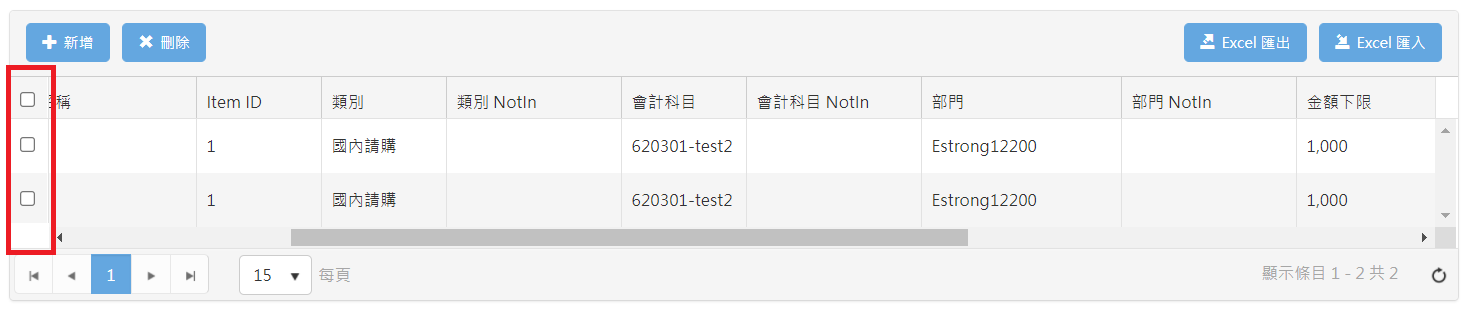 新增 刪除 Excel 匯出 Excel 匯入
稱 Item ID 類別 類別 NotIn 會計科目 會計科目 NotIn 部門 部門 NotIn 金額下限
1 國內請購 620301-test2 Estrong12200 1,000
1 國內請購 620301-test2 Estrong12200 1,000
1 15 每頁 顯示條目 1 - 2 共 2